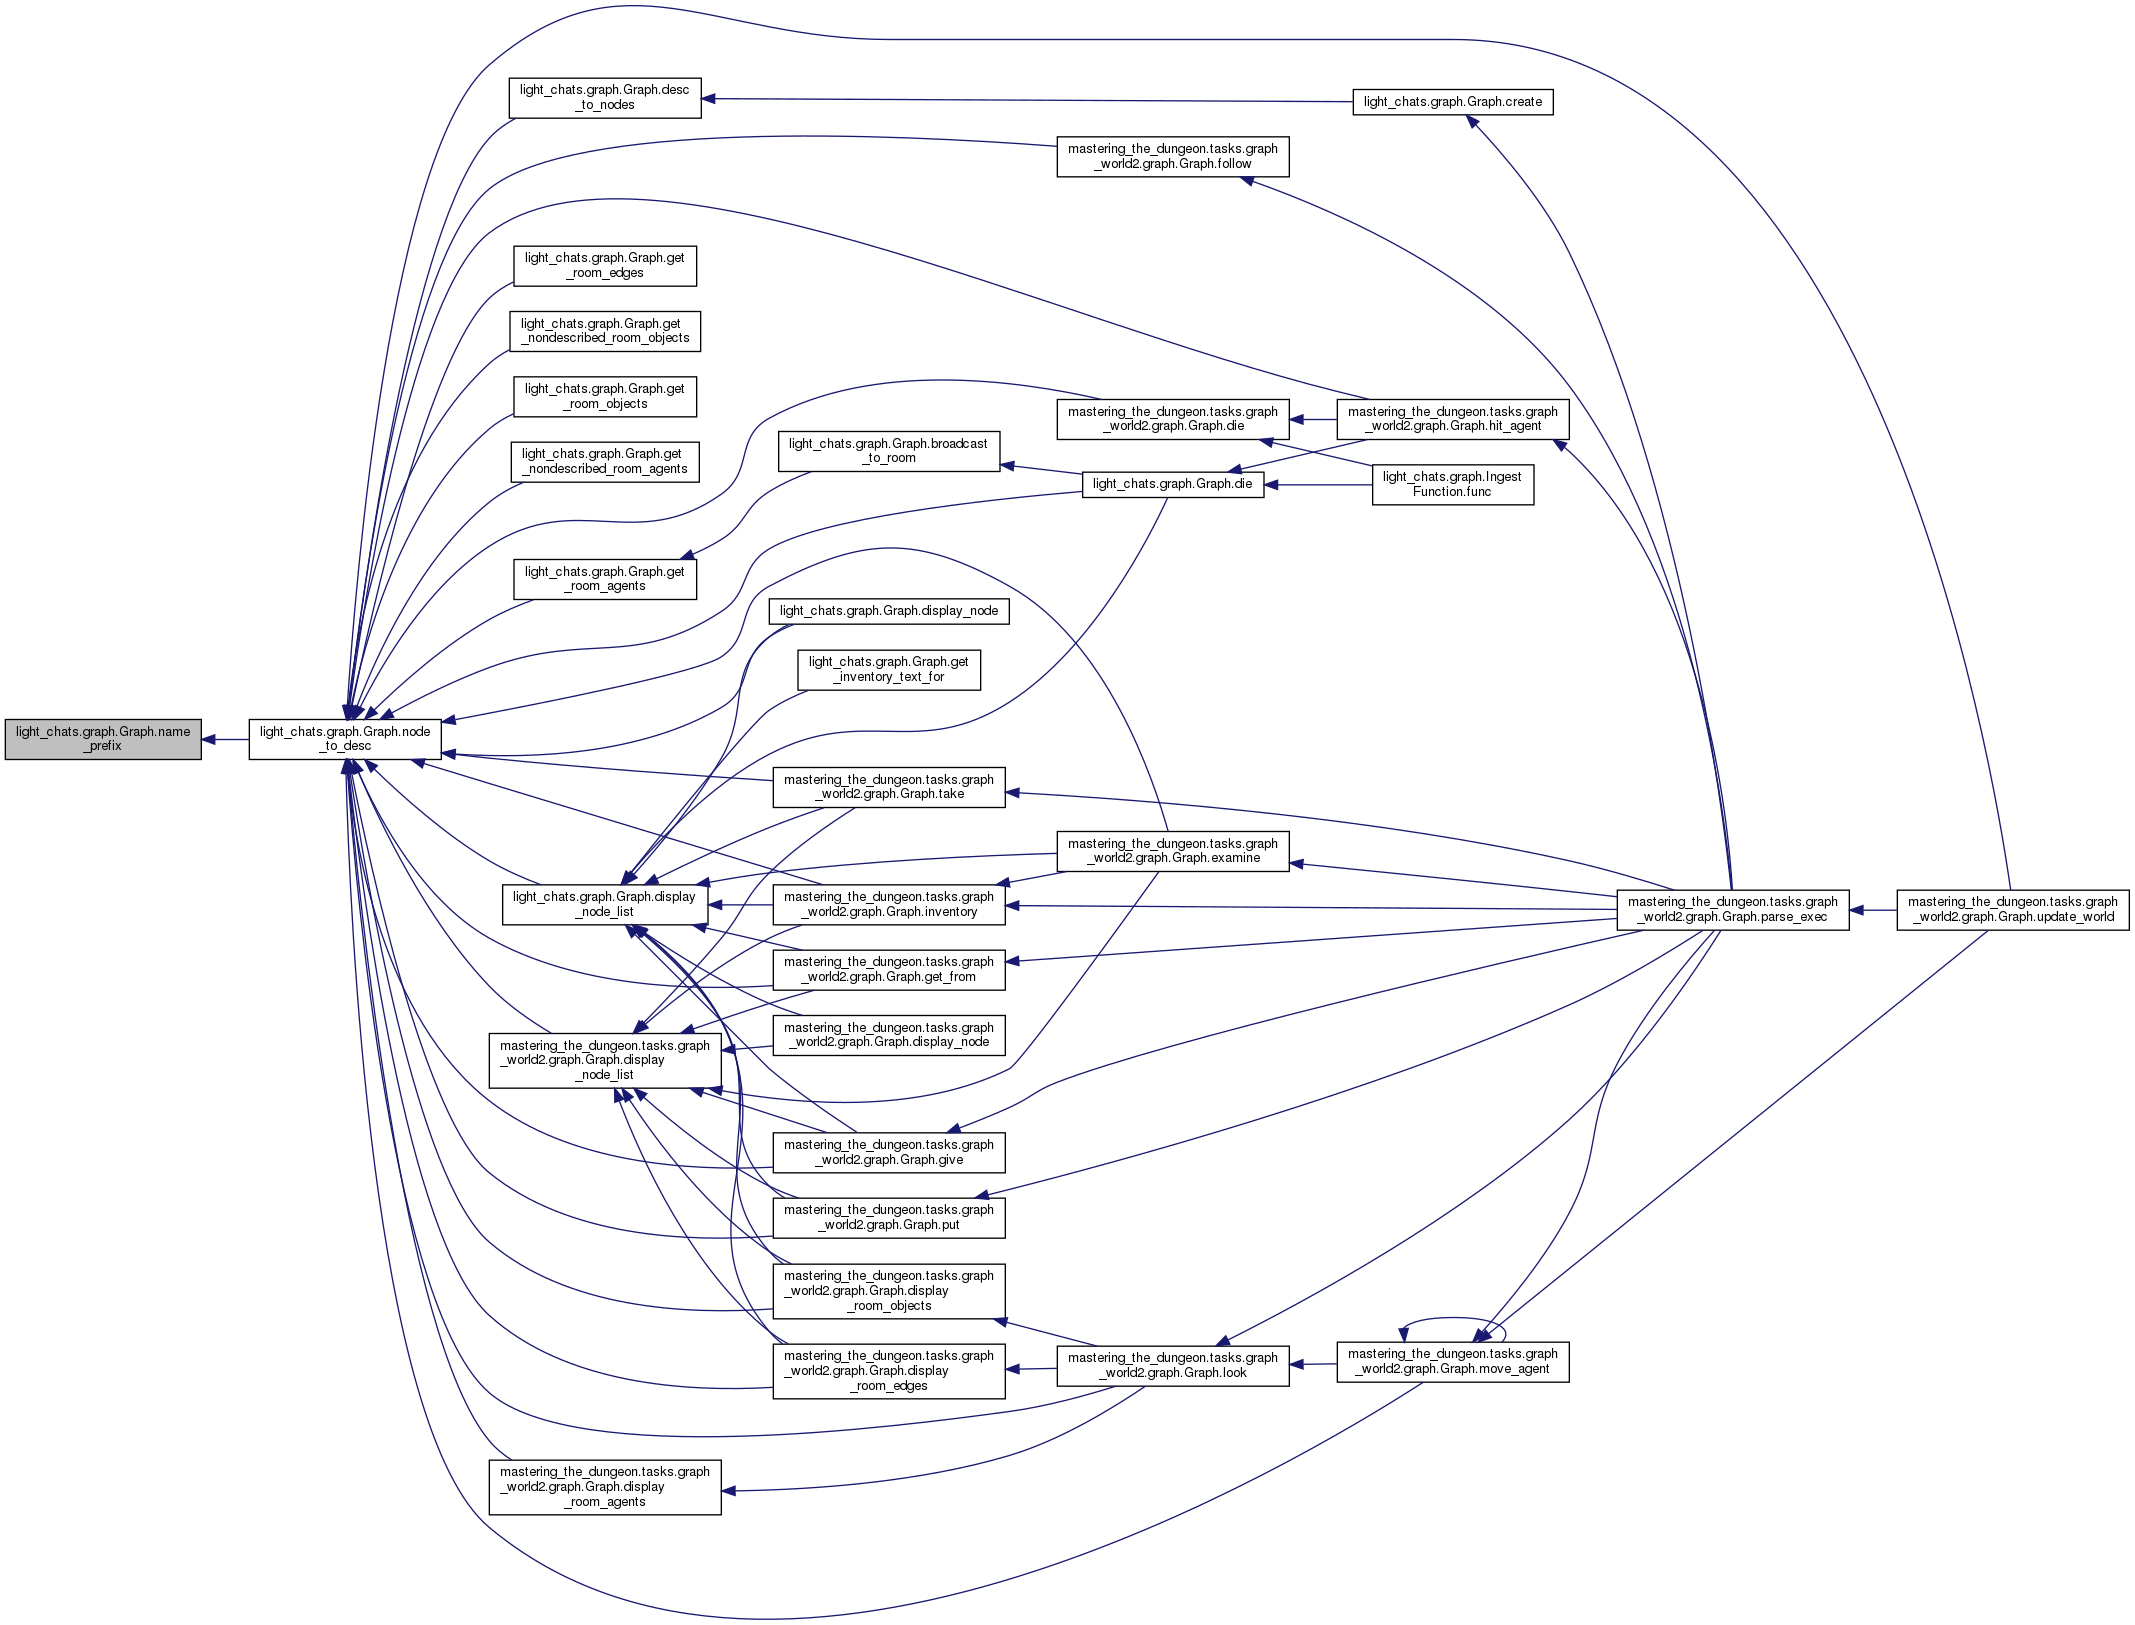 light_chats.graph.Graph.name
_prefix
light_chats.graph.Graph.node
_to_desc
light_chats.graph.Graph.desc
_to_nodes
light_chats.graph.Graph.get
_room_edges
light_chats.graph.Graph.get
_nondescribed_room_objects
light_chats.graph.Graph.get
_room_objects
light_chats.graph.Graph.get
_nondescribed_room_agents
light_chats.graph.Graph.get
_room_agents
light_chats.graph.Graph.display
_node_list
mastering_the_dungeon.tasks.graph
_world2.graph.Graph.display
_node_list
mastering_the_dungeon.tasks.graph
_world2.graph.Graph.display
_room_agents
light_chats.graph.Graph.broadcast
_to_room
light_chats.graph.Graph.display_node
light_chats.graph.Graph.get
_inventory_text_for
mastering_the_dungeon.tasks.graph
_world2.graph.Graph.take
mastering_the_dungeon.tasks.graph
_world2.graph.Graph.inventory
mastering_the_dungeon.tasks.graph
_world2.graph.Graph.get_from
mastering_the_dungeon.tasks.graph
_world2.graph.Graph.display_node
mastering_the_dungeon.tasks.graph
_world2.graph.Graph.give
mastering_the_dungeon.tasks.graph
_world2.graph.Graph.put
mastering_the_dungeon.tasks.graph
_world2.graph.Graph.display
_room_objects
mastering_the_dungeon.tasks.graph
_world2.graph.Graph.display
_room_edges
mastering_the_dungeon.tasks.graph
_world2.graph.Graph.follow
mastering_the_dungeon.tasks.graph
_world2.graph.Graph.die
light_chats.graph.Graph.die
mastering_the_dungeon.tasks.graph
_world2.graph.Graph.examine
mastering_the_dungeon.tasks.graph
_world2.graph.Graph.look
light_chats.graph.Graph.create
mastering_the_dungeon.tasks.graph
_world2.graph.Graph.hit_agent
light_chats.graph.Ingest
Function.func
mastering_the_dungeon.tasks.graph
_world2.graph.Graph.move_agent
mastering_the_dungeon.tasks.graph
_world2.graph.Graph.parse_exec
mastering_the_dungeon.tasks.graph
_world2.graph.Graph.update_world